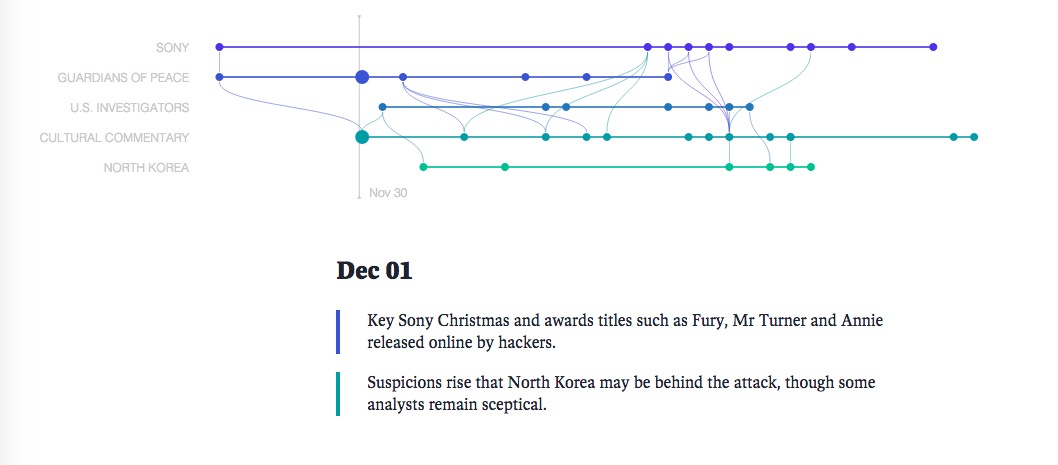 SONY
GUARDIANS OF PEACE
U.S. INVESTIGATORS
CULTURAL COMMENTARY
NORTH KOREA
Nov 30
Dec 01
Key Sony Christmas and awards titles such as Fury, Mr Turner and Annie
released online by hackers.
Suspicions rise that North Korea may be behind the attack, though some
analysts remain sceptical.